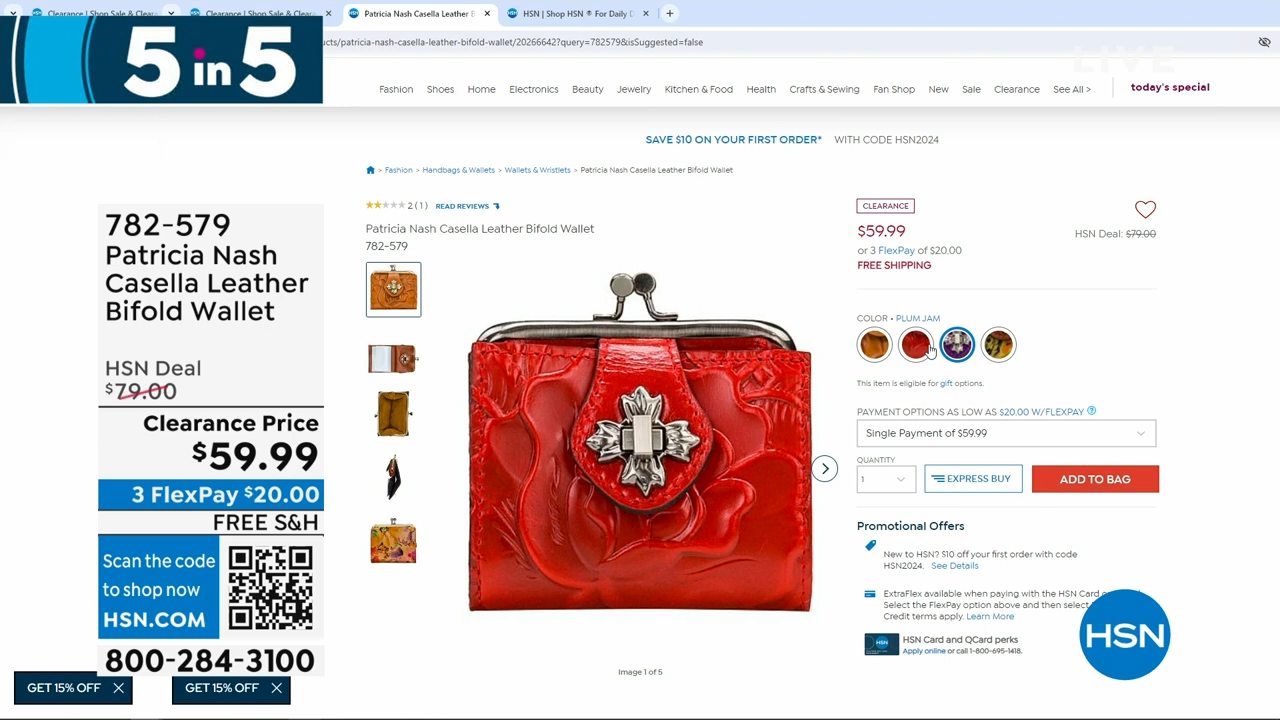 Clearance | Shop Sale & Cleara
Clearance | Shop Sale & Cleara
Patricia Nash Casella Leather B
HSN | Shop HSN ® For Daily D
5 in 5
ucts/patricia-nash-casella-leather-bifold-wallet/20266642?query=782579&isSuggested=false
LIVE
Fashion Shoes Home Electronics Beauty Jewelry Kitchen & Food Health Crafts & Sewing Fan Shop New Sale Clearance See All > today's special
SAVE $10 ON YOUR FIRST ORDER* WITH CODE HSN2024
> Fashion > Handbags & Wallets > Wallets & Wristlets > Patricia Nash Casella Leather Bifold Wallet
2 ( 1 ) READ REVIEWS
Patricia Nash Casella Leather Bifold Wallet
782-579
782-579
Patricia Nash
Casella Leather
Bifold Wallet
HSN Deal
$79.00
Clearance Price
$59.99
3 FlexPay $20.00
FREE S&H
Scan the code
to shop now
HSN.COM
800-284-3100
GET 15% OFF
GET 15% OFF
Image 1 of 5
CLEARANCE
$59.99
HSN Deal: $79.00
or 3 FlexPay of $20.00
FREE SHIPPING
COLOR • PLUM JAM
This item is eligible for gift options.
PAYMENT OPTIONS AS LOW AS $20.00 W/FLEXPAY ?
Single Payment of $59.99
QUANTITY
1
EXPRESS BUY
ADD TO BAG
Promotional Offers
New to HSN? $10 off your first order with code
HSN2024. See Details
ExtraFlex available when paying with the HSN Card
Select the FlexPay option above and then select
Credit terms apply. Learn More
HSN Card and QCard perks
Apply online or call 1-800-695-1418.
HSN